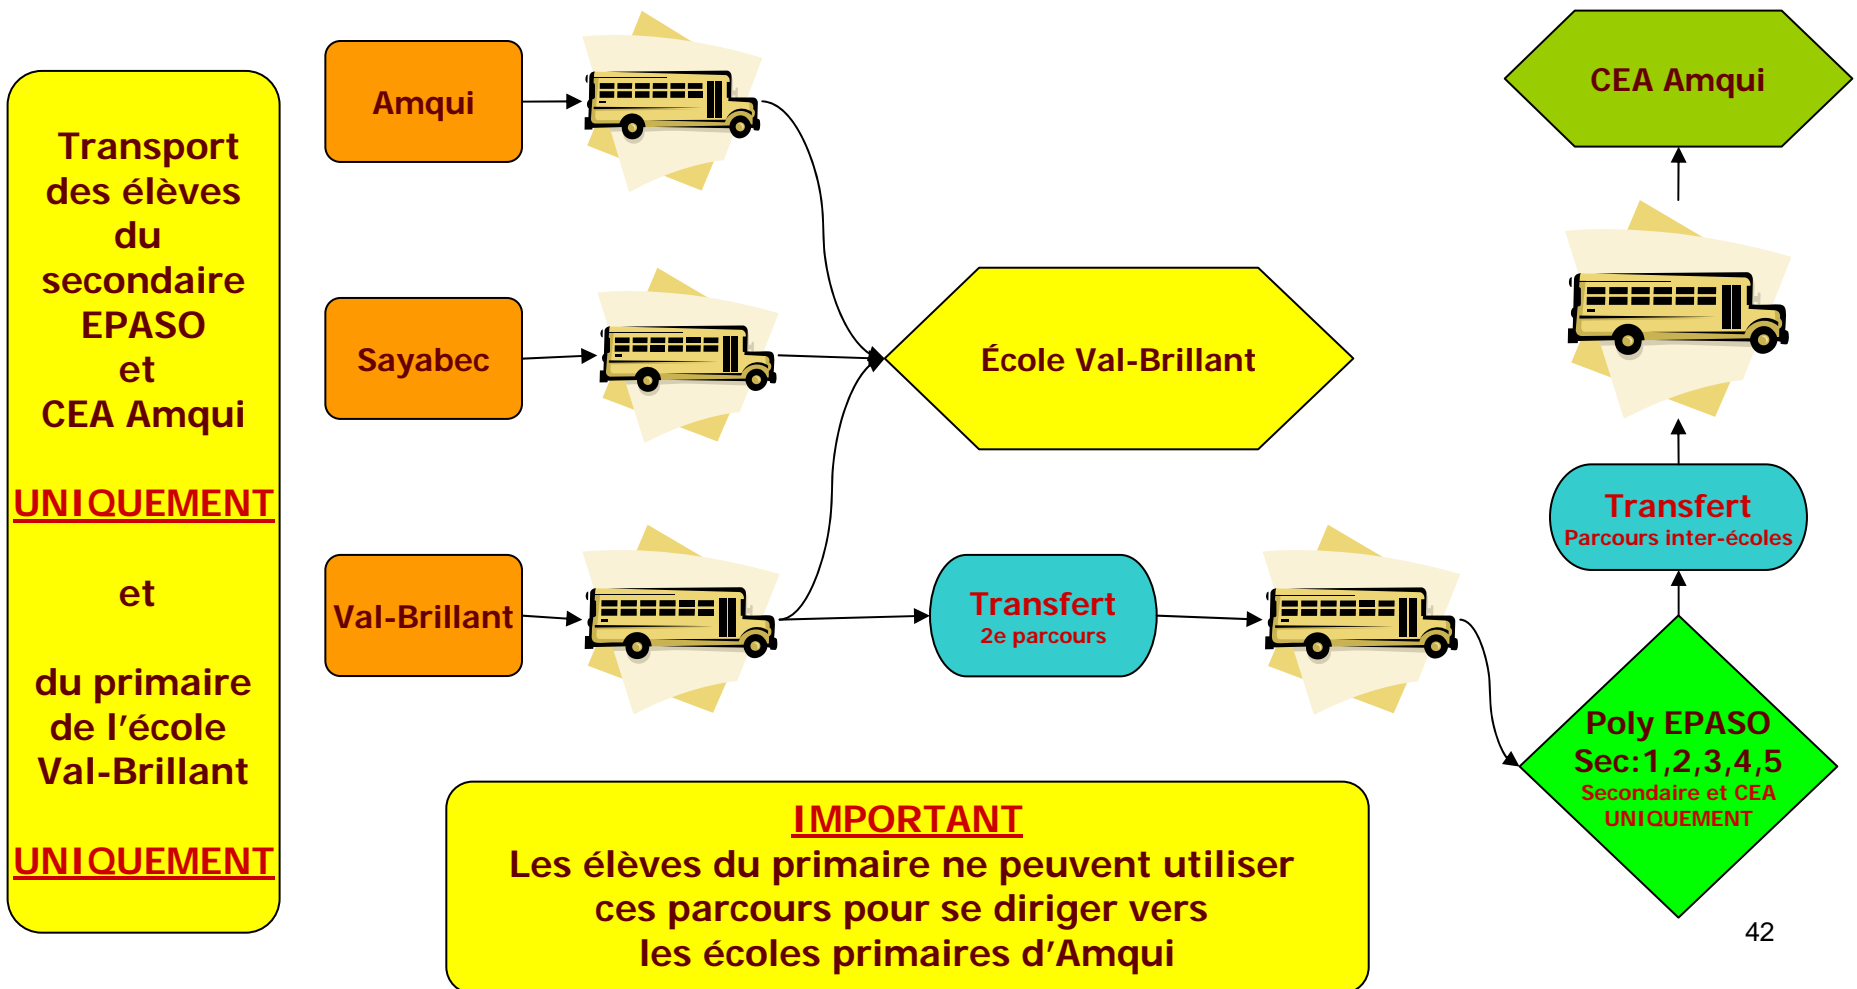 Transport
des élèves
du
secondaire
EPASO
et
CEA Amqui
UNIQUEMENT
et
du primaire
de l'école
Val-Brillant
UNIQUEMENT
Amqui
Sayabec
Val-Brillant
École Val-Brillant
Transfert
2e parcours
CEA Amqui
Transfert
Parcours inter-écoles
Poly EPASO
Sec:1,2,3,4,5
Secondaire et CEA
UNIQUEMENT
IMPORTANT
Les élèves du primaire ne peuvent utiliser
ces parcours pour se diriger vers
les écoles primaires d'Amqui
42